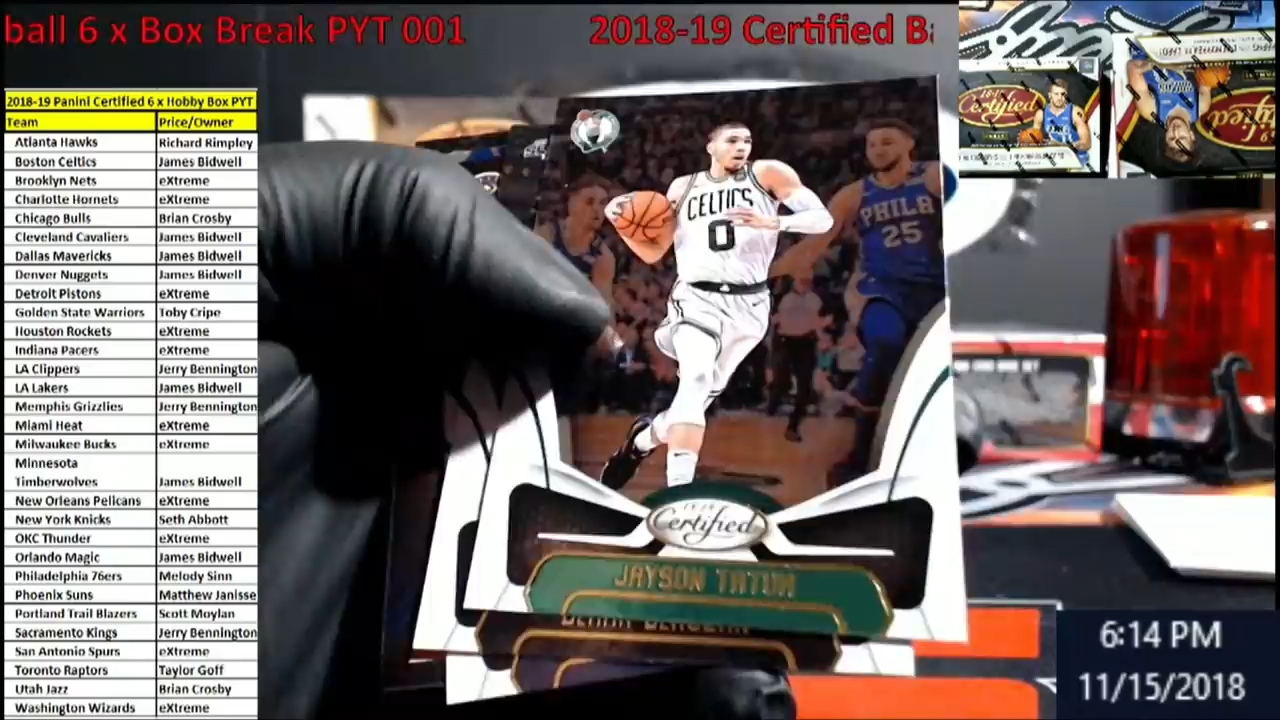 ball 6 x Box Break PYT 001 2018-19 Certified Ba
2018-19 Panini Certified 6 x Hobby Box PYT
Team Price/Owner
Atlanta Hawks Richard Rimpley
Boston Celtics James Bidwell
Brooklyn Nets eXtreme
Charlotte Hornets eXtreme
Chicago Bulls Brian Crosby
Cleveland Cavaliers James Bidwell
Dallas Mavericks James Bidwell
Denver Nuggets James Bidwell
Detroit Pistons eXtreme
Golden State Warriors Toby Cripe
Houston Rockets eXtreme
Indiana Pacers eXtreme
LA Clippers Jerry Bennington
LA Lakers James Bidwell
Memphis Grizzlies Jerry Bennington
Miami Heat eXtreme
Milwaukee Bucks eXtreme
Minnesota
Timberwolves James Bidwell
New Orleans Pelicans eXtreme
New York Knicks Seth Abbott
OKC Thunder eXtreme
Orlando Magic James Bidwell
Philadelphia 76ers Melody Sinn
Phoenix Suns Matthew Janisse
Portland Trail Blazers Scott Moylan
Sacramento Kings Jerry Bennington
San Antonio Spurs eXtreme
Toronto Raptors Taylor Goff
Utah Jazz Brian Crosby
Washington Wizards eXtreme
CELTICS
0
PHILA
25
Certified
JAYSON TATUM
Certified
Certified
6:14 PM
11/15/2018